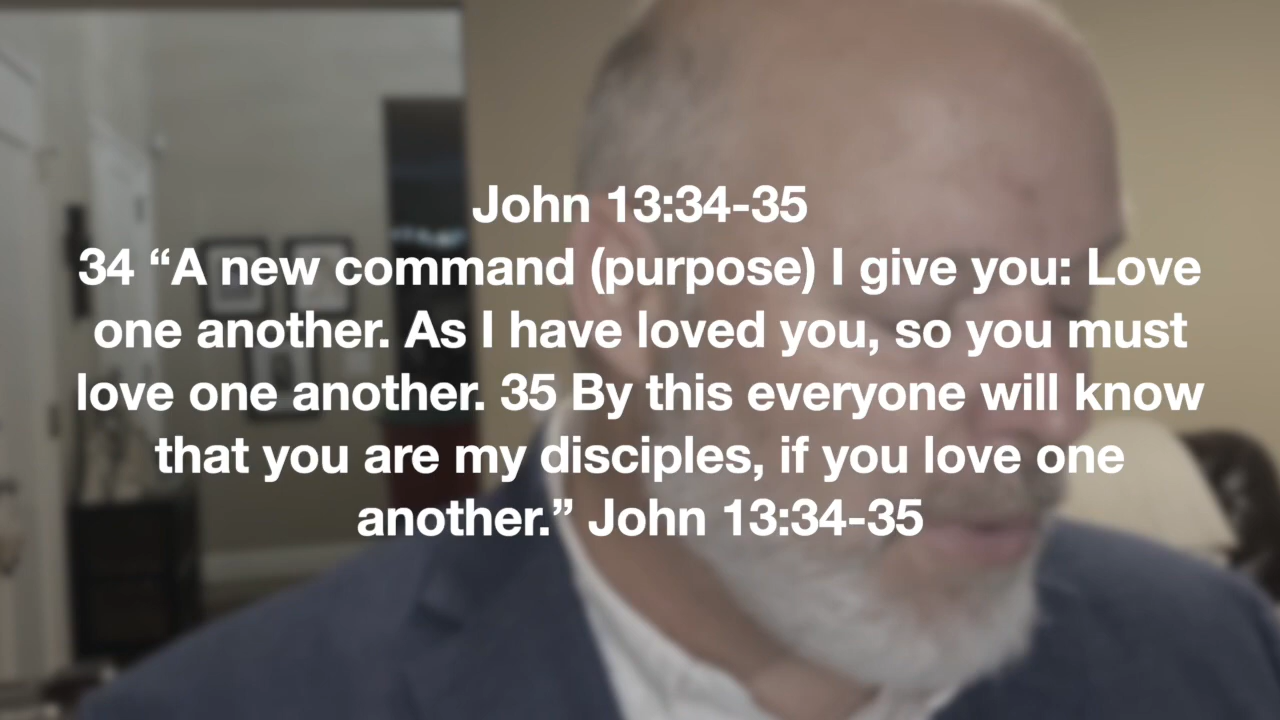 John 13:34-35
34 “A new command (purpose) I give you: Love
one another. As I have loved you, so you must
love one another. 35 By this everyone will know
that you are my disciples, if you love one
another.” John 13:34-35